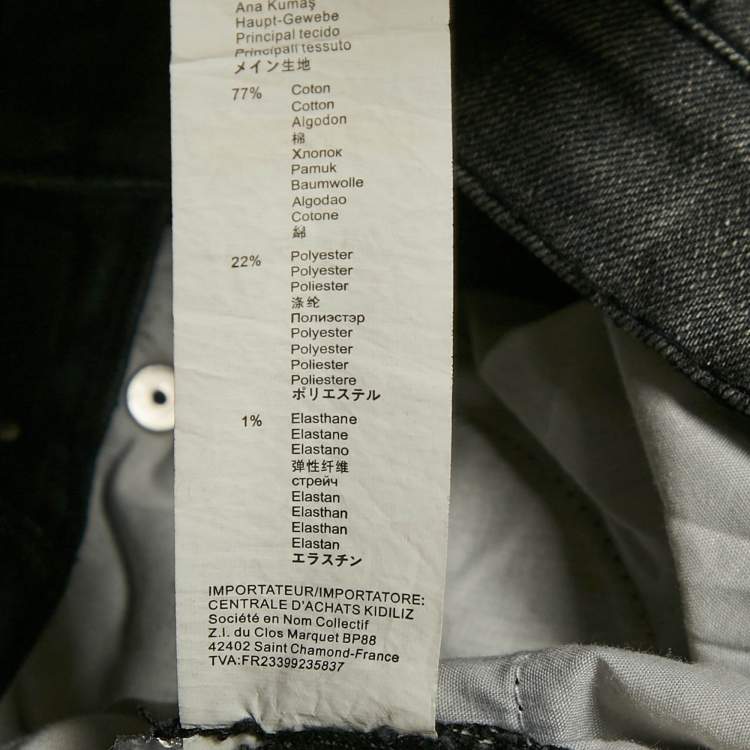 Ana Kumaş
Haupt-Gewebe
Principal tecido
Principali tessuto
メイン生地
77% Coton
Cotton
Algodon
棉
Хлопок
Pamuk
Baumwolle
Algodao
Cotone
綿
22% Polyester
Polyester
Poliester
涤纶
Полиэстэр
Polyester
Polyester
Poliester
Poliestere
ポリエステル
1% Elasthane
Elastane
Elastano
弹性纤维
стрейч
Elastan
Elasthan
Elasthan
Elastan
エラスチン
IMPORTATEUR/IMPORTATORE:
CENTRALE D'ACHATS KIDILIZ
Société en Nom Collectif
Z.I. du Clos Marquet BP88
42402 Saint Chamond-France
TVA:FR23399235837